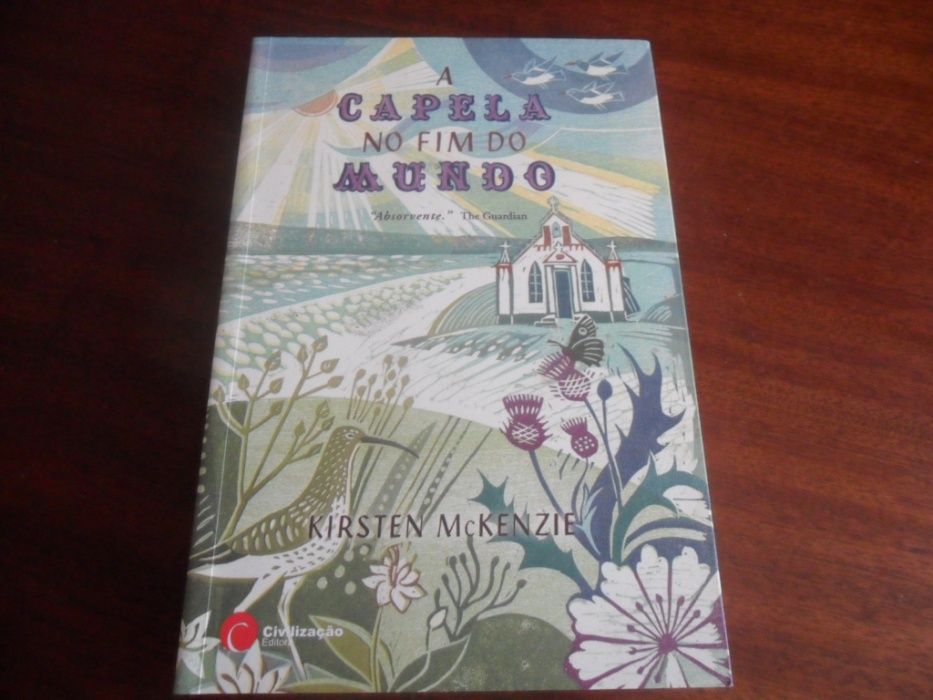 A
CAPELA
NO FIM DO
MUNDO
"Absorvente." The Guardian
KIRSTEN McKENZIE
C
Civilização
Editora